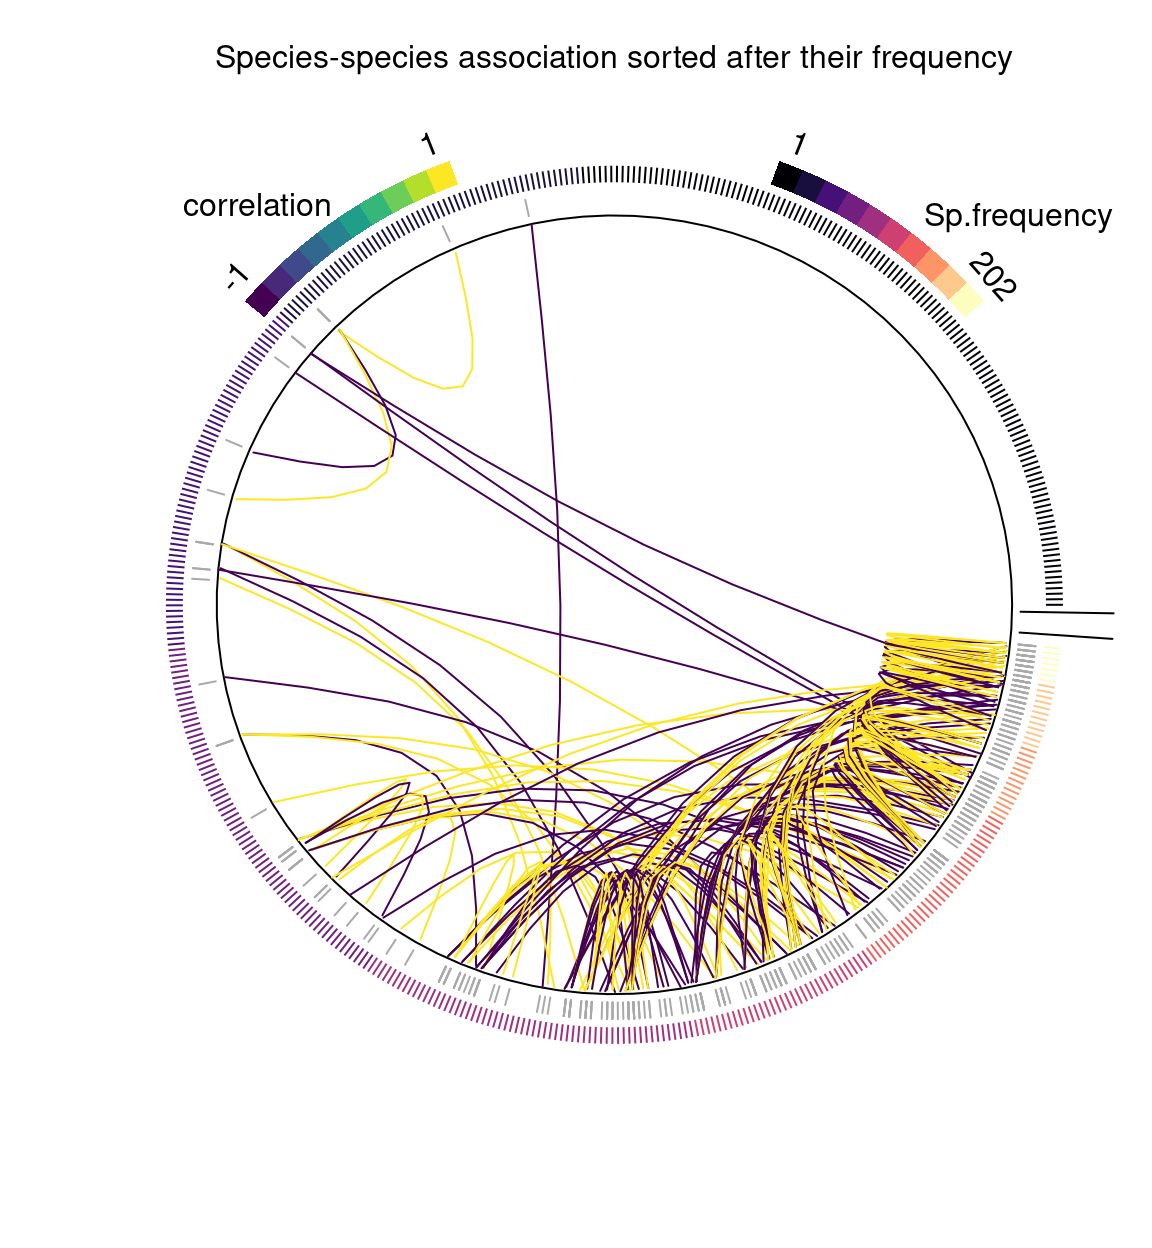 Species-species association sorted after their frequency
1
1
correlation
Sp.frequency
-1
202